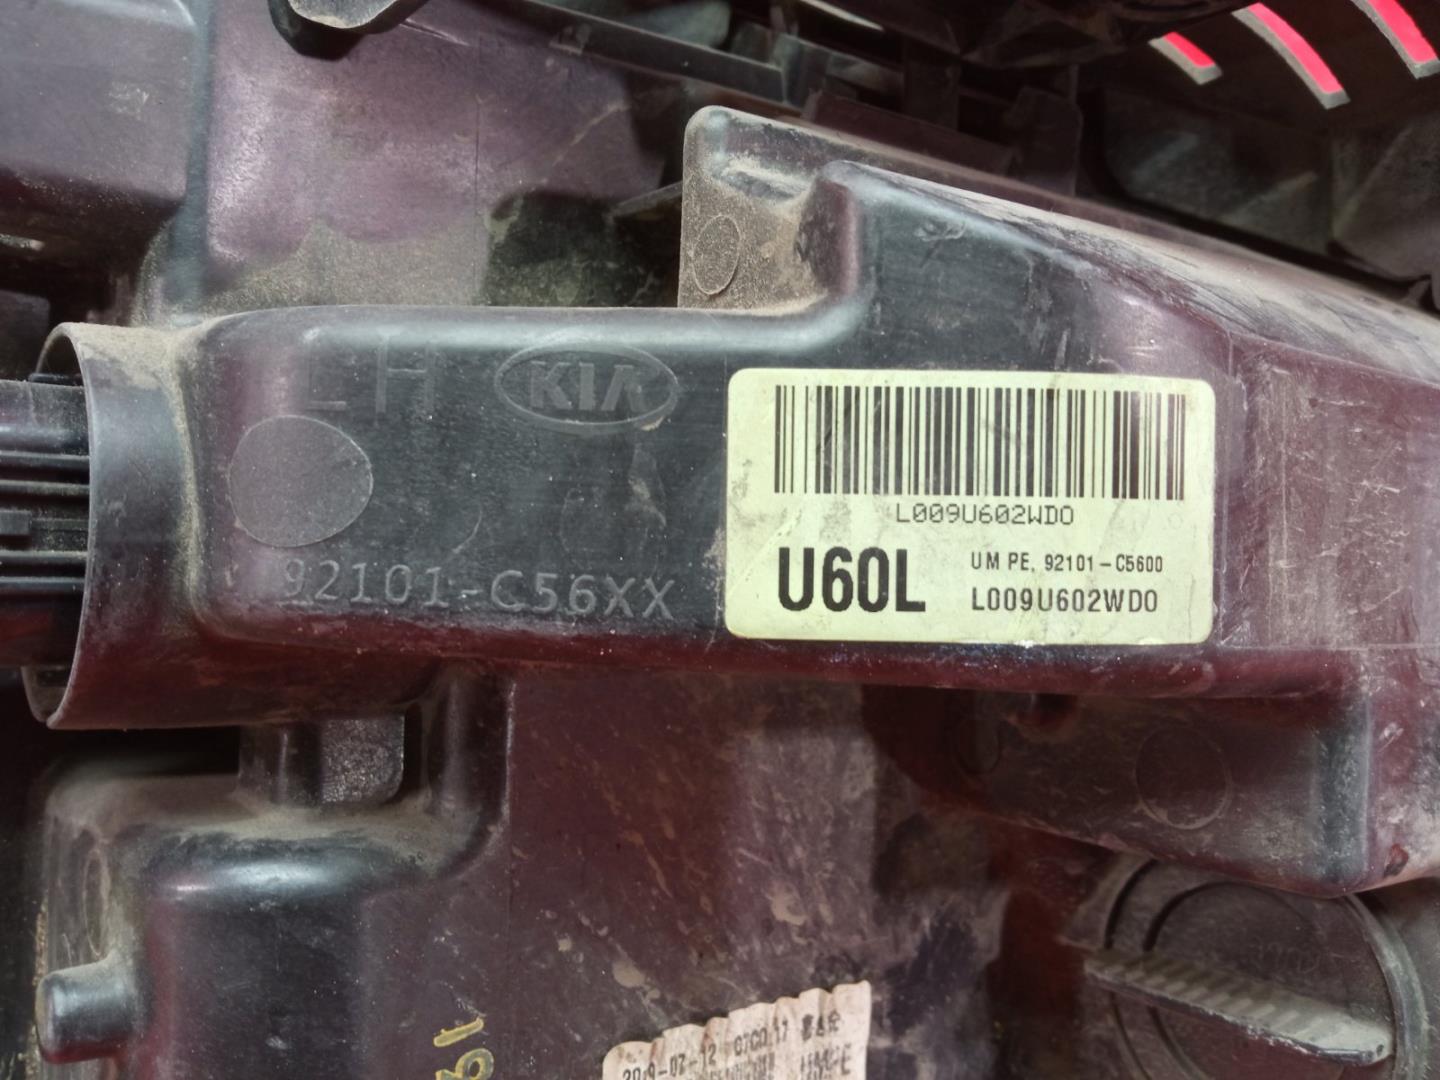 LH KIA
L009U602WD0
U60L
UM PE, 92101-C5600
L009U602WD0
92101-C56XX